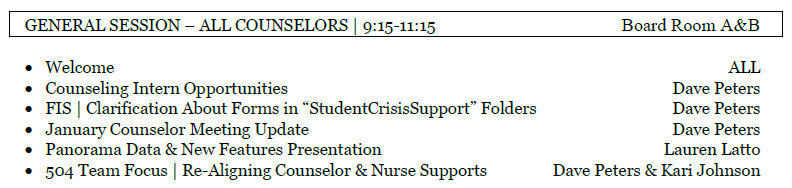 GENERAL SESSION – ALL COUNSELORS | 9:15-11:15 Board Room A&B
• Welcome ALL
• Counseling Intern Opportunities Dave Peters
• FIS | Clarification About Forms in “StudentCrisisSupport” Folders Dave Peters
• January Counselor Meeting Update Dave Peters
• Panorama Data & New Features Presentation Lauren Latto
• 504 Team Focus | Re-Aligning Counselor & Nurse Supports Dave Peters & Kari Johnson